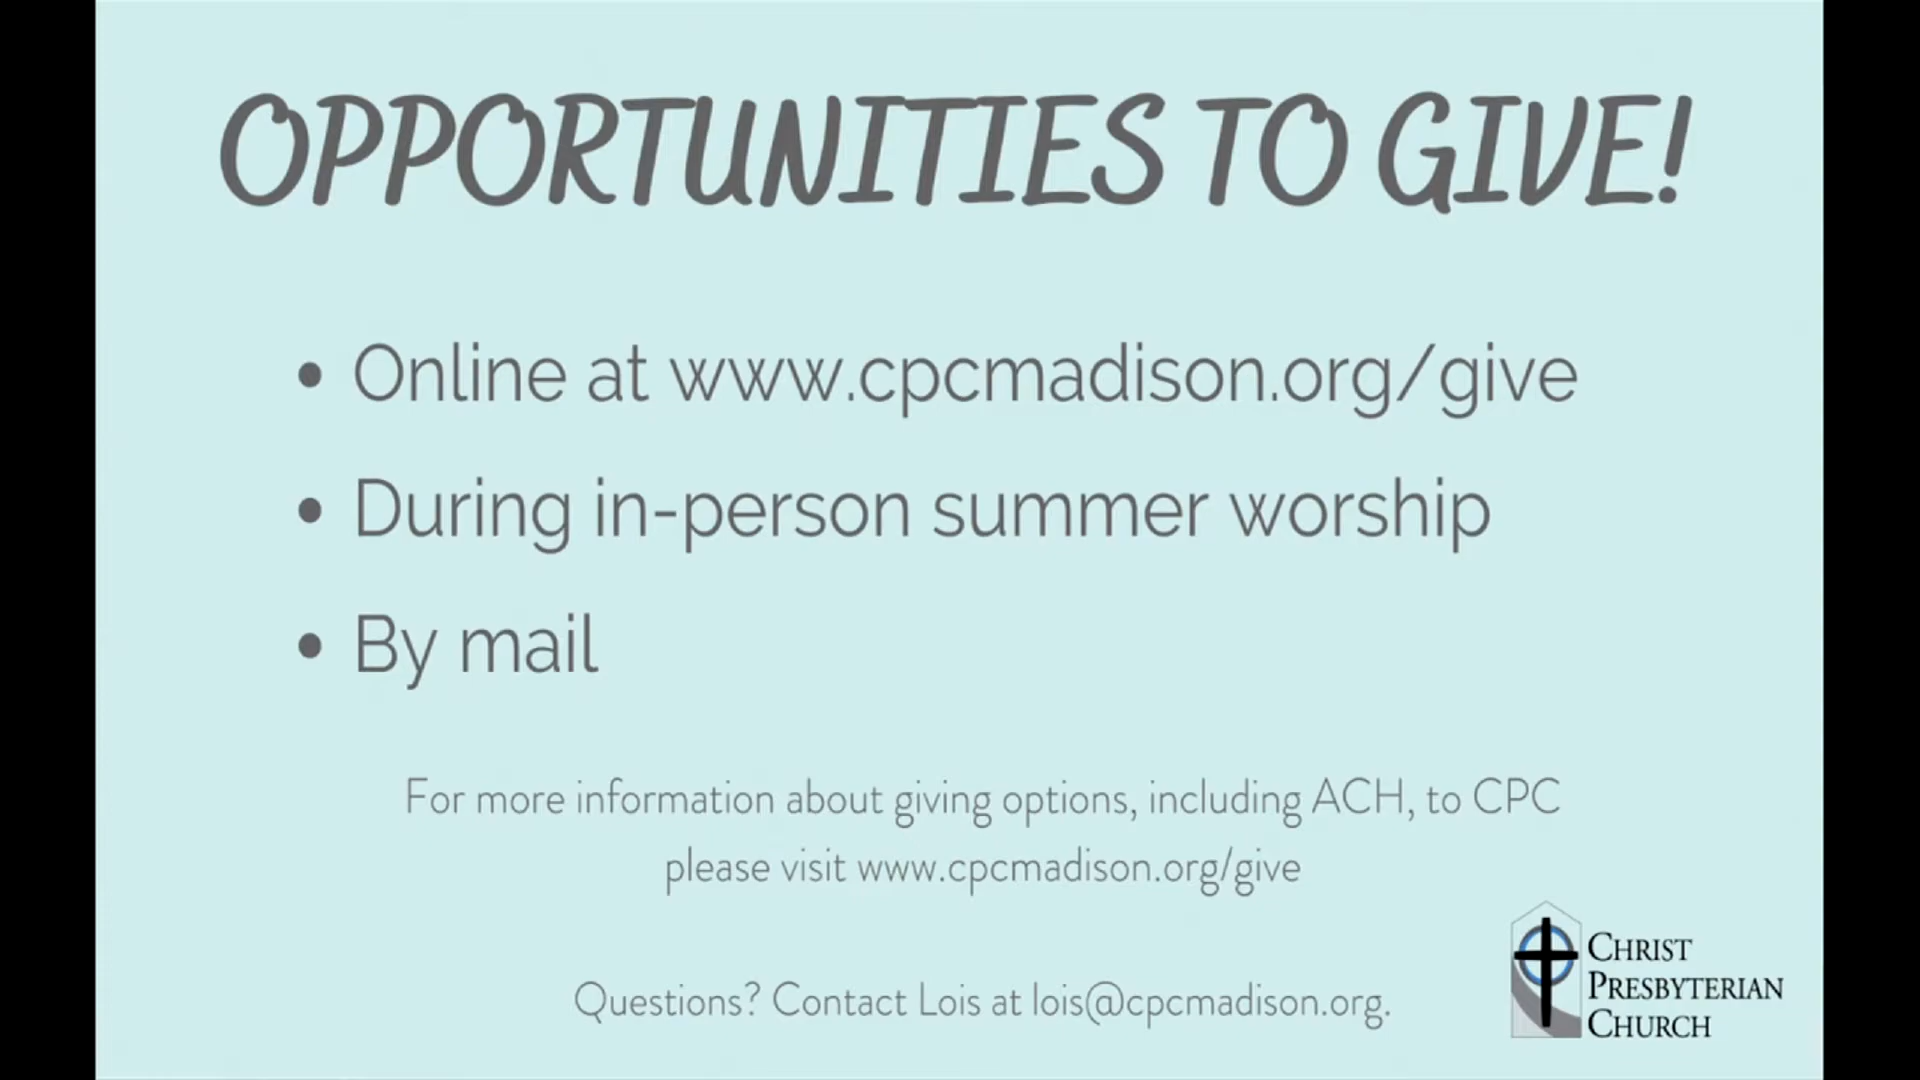 OPPORTUNITIES TO GIVE!
• Online at www.cpcmadison.org/give
• During in-person summer worship
• By mail
For more information about giving options, including ACH, to CPC
please visit www.cpcmadison.org/give
Questions? Contact Lois at lois@cpcmadison.org.
CHRIST
PRESBYTERIAN
CHURCH